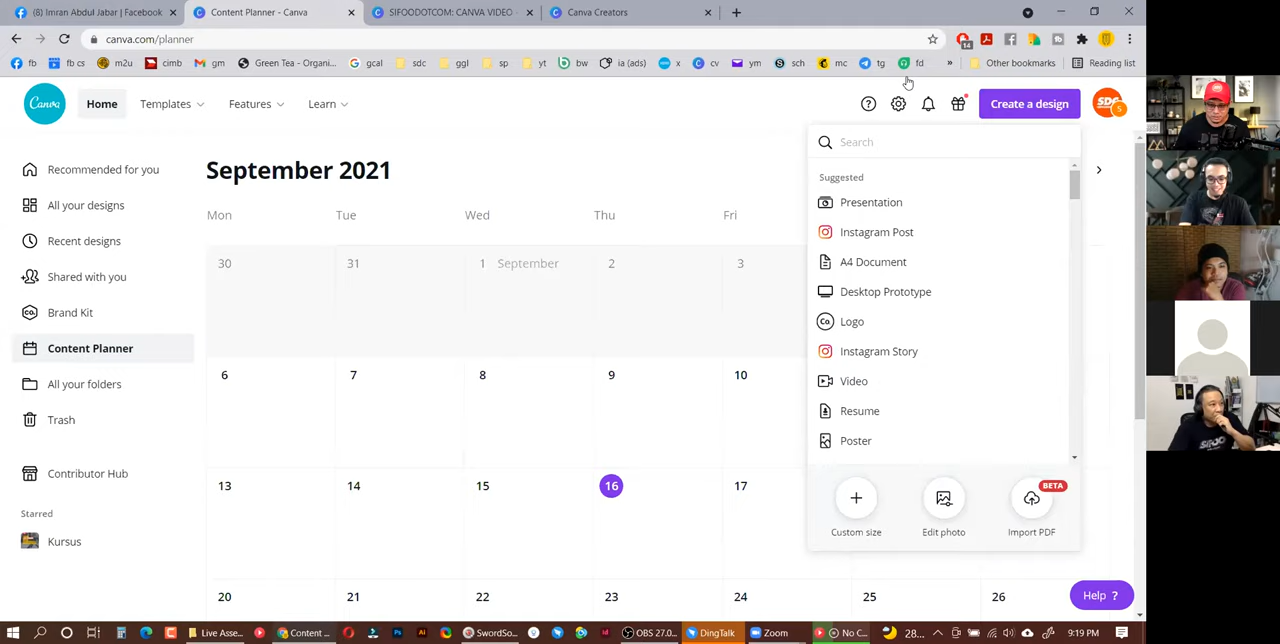 (8) Imran Abdul Jabar | Facebook
Content Planner - Canva
SIFOODOTCOM: CANVA VIDEO
Canva Creators
canva.com/planner
14
fb
fb cs
m2u
cimb
gm
Green Tea - Organi...
gcal
sdc
ggl
sp
yt
bw
ia (ads)
x
cv
ym
sch
mc
tg
fd
»
Other bookmarks
Reading list
Canva
Home
Templates
Features
Learn
Create a design
SDC
5
Recommended for you
All your designs
Recent designs
Shared with you
Brand Kit
Content Planner
All your folders
Trash
Contributor Hub
Starred
Kursus
September 2021
Mon
Tue
Wed
Thu
Fri
30
31
1 September
2
3
6
7
8
9
10
13
14
15
16
17
20
21
22
23
24
25
26
Search
Suggested
Presentation
Instagram Post
A4 Document
Desktop Prototype
Co.
Logo
Instagram Story
Video
Resume
Poster
Custom size
Edit photo
BETA
Import PDF
Help ?
Live Asse...
Content ...
SwordSo...
OBS 27.0...
DingTalk
Zoom
No C...
28...
9:19 PM